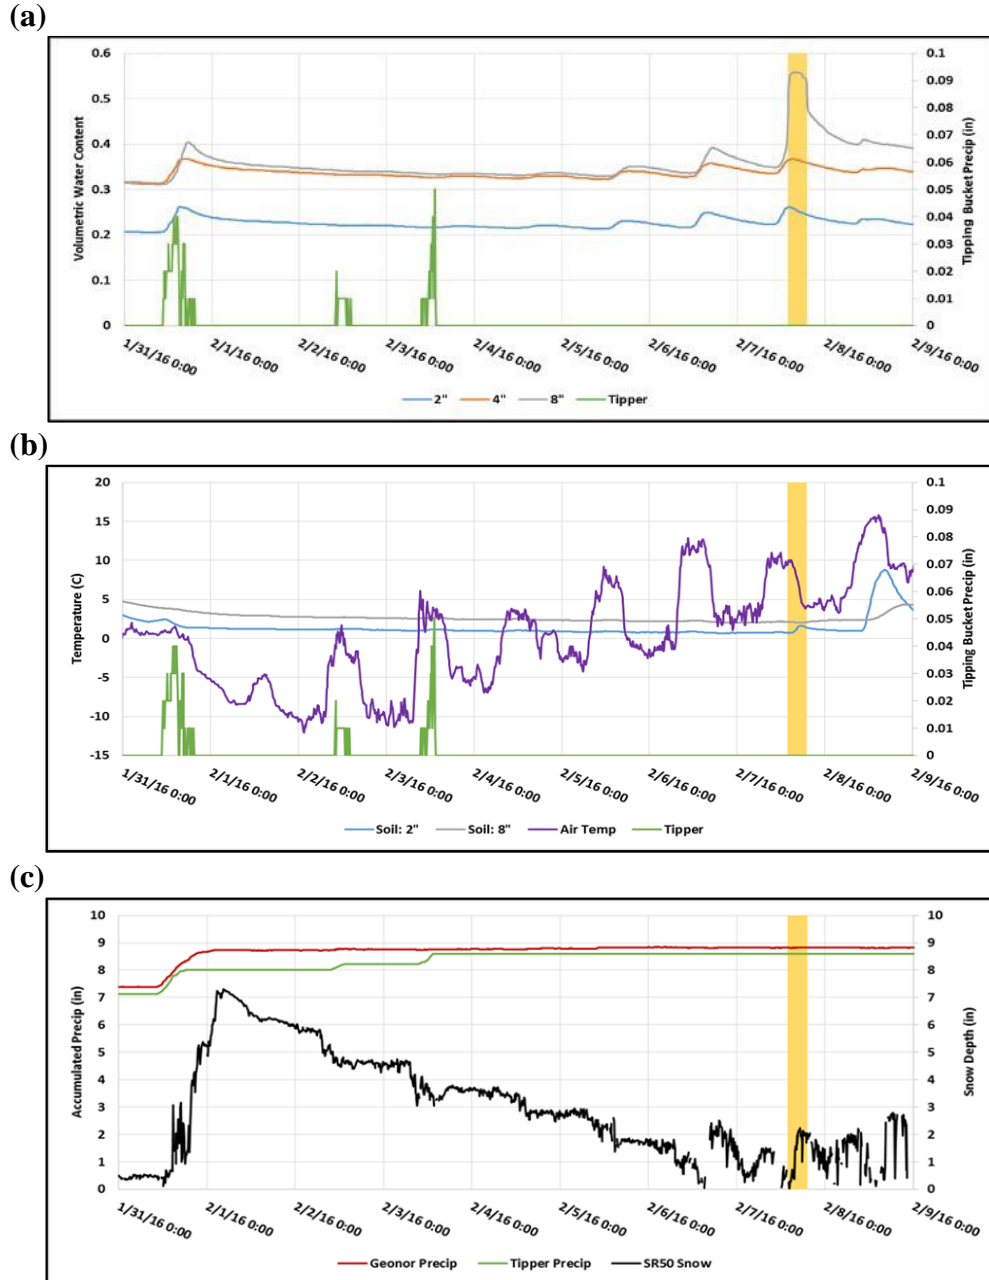 (a)
0.6 0.1
0.5 0.09
0.08
0.4 0.07
0.06
0.3 0.05
0.2 0.04
0.03
0.1 0.02
0.01
0 0
Volumetric Water Content
Tipping Bucket Precip (in)
1/31/16 0:00 2/1/16 0:00 2/2/16 0:00 2/3/16 0:00 2/4/16 0:00 2/5/16 0:00 2/6/16 0:00 2/7/16 0:00 2/8/16 0:00 2/9/16 0:00
2" 4" 8" Tipper
(b)
20 0.1
15 0.09
0.08
10 0.07
0.06
5 0.05
0 0.04
-5 0.03
0.02
-10 0.01
-15 0
Temperature (C)
Tipping Bucket Precip (in)
1/31/16 0:00 2/1/16 0:00 2/2/16 0:00 2/3/16 0:00 2/4/16 0:00 2/5/16 0:00 2/6/16 0:00 2/7/16 0:00 2/8/16 0:00 2/9/16 0:00
Soil: 2" Soil: 8" Air Temp Tipper
(c)
10 10
9 9
8 8
7 7
6 6
5 5
4 4
3 3
2 2
1 1
0 0
Accumulated Precip (in)
Snow Depth (in)
1/31/16 0:00 2/1/16 0:00 2/2/16 0:00 2/3/16 0:00 2/4/16 0:00 2/5/16 0:00 2/6/16 0:00 2/7/16 0:00 2/8/16 0:00 2/9/16 0:00
Geonor Precip Tipper Precip SR50 Snow